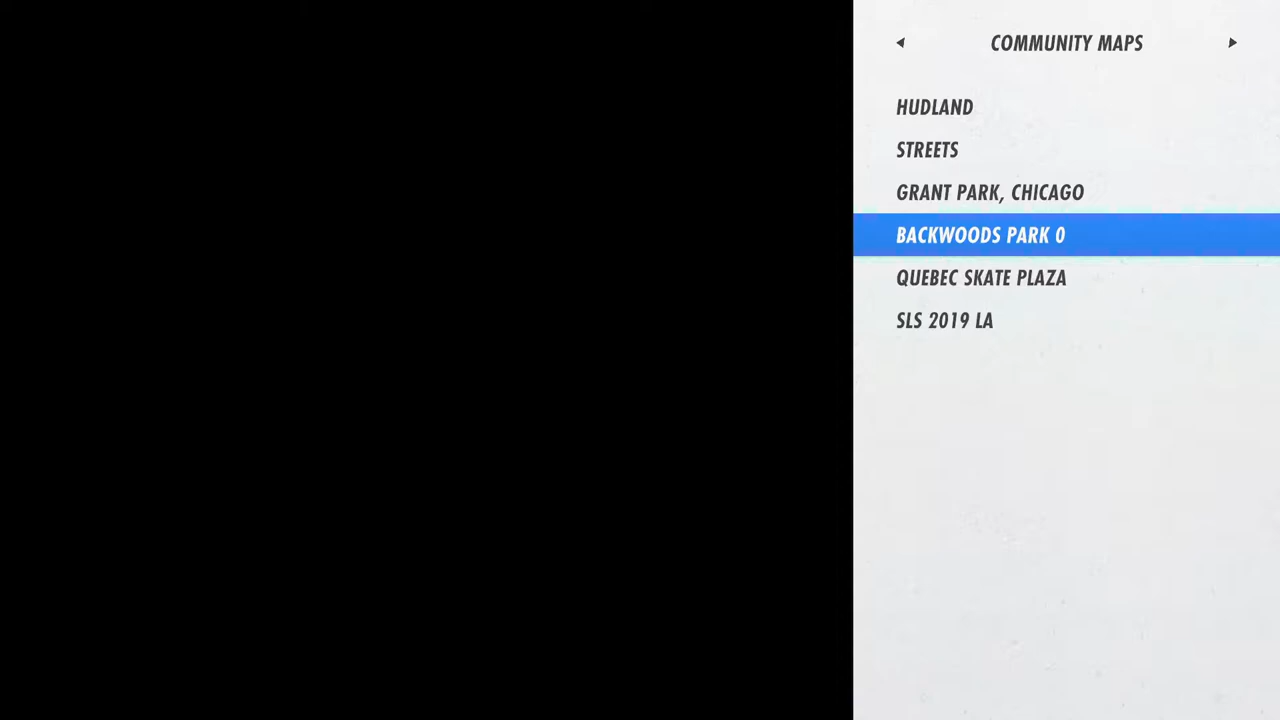 COMMUNITY MAPS
HUDLAND
STREETS
GRANT PARK, CHICAGO
BACKWOODS PARK 0
QUEBEC SKATE PLAZA
SLS 2019 LA